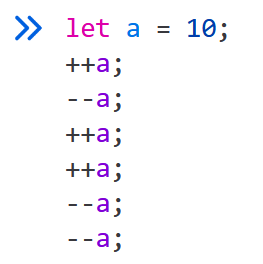 let a = 10;
++a;
--a;
++a;
++a;
--a;
--a;